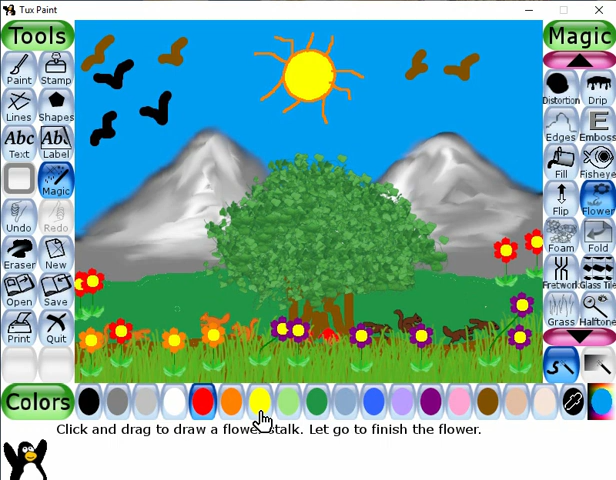 Tux Paint
Tools
Magic
Paint
Stamp
Lines
Shapes
Abc
Text
Abc
Label
Magic
Undo
Redo
Eraser
New
Open
Save
Print
Quit
Distortion
Drip
Edges
Emboss
Fill
Fisheye
Flip
Flower
Foam
Fold
Fretwork
Glass Tile
Grass
Halftone
Colors
Click and drag to draw a flower stalk. Let go to finish the flower.